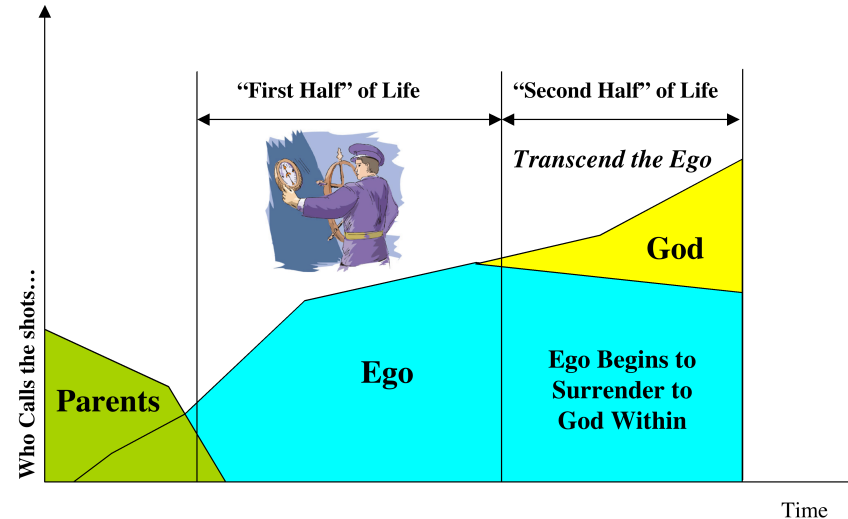 “First Half” of Life
“Second Half” of Life
Transcend the Ego
God
Who Calls the shots…
Parents
Ego
Ego Begins to
Surrender to
God Within
Time